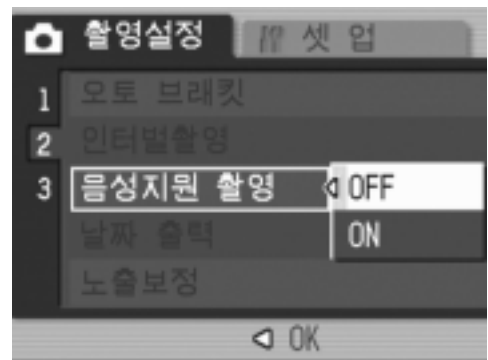 촬영설정 셋 업
1 오토 브래킷
2 인터벌촬영
3 음성지원 촬영 OFF
날짜 출력 ON
노출보정
OK